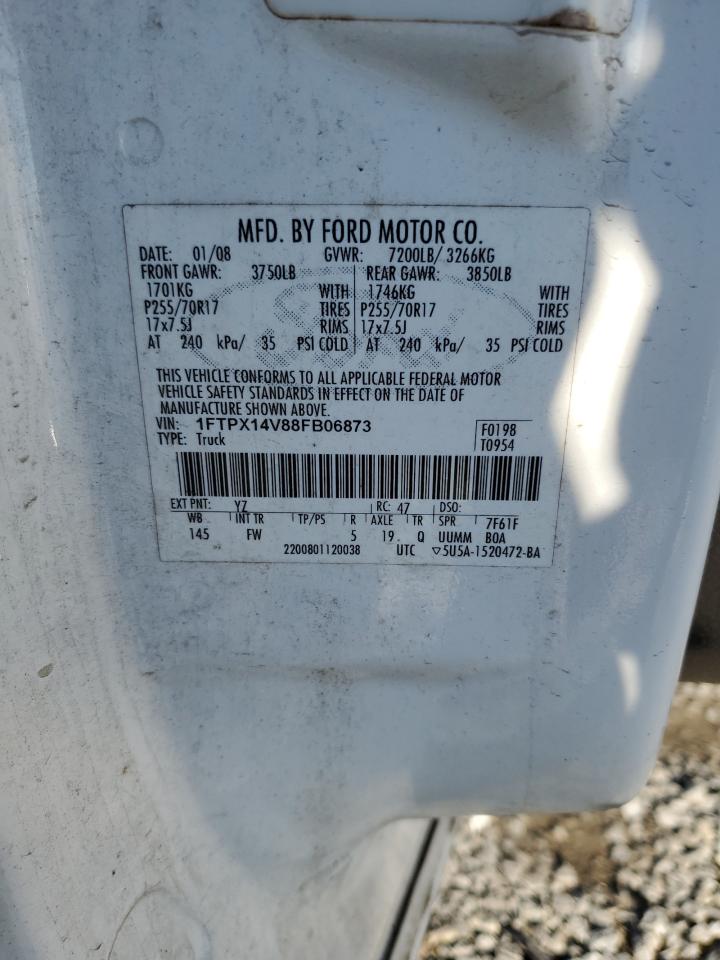 MFD. BY FORD MOTOR CO.
DATE: 01/08 GVWR: 7200LB/ 3266KG
FRONT GAWR: 3750LB REAR GAWR: 3850LB
1701KG WITH 1746KG WITH
P255/70R17 TIRES P255/70R17 TIRES
17x7.5J RIMS 17x7.5J RIMS
AT 240 kPa/ 35 PSI COLD AT 240 kPa/ 35 PSI COLD
THIS VEHICLE CONFORMS TO ALL APPLICABLE FEDERAL MOTOR
VEHICLE SAFETY STANDARDS IN EFFECT ON THE DATE OF
MANUFACTURE SHOWN ABOVE.
VIN: 1FTPX14V88FB06873 F0198
TYPE: Truck T0954
EXT PNT: YZ RC: 47 DSO:
WB INT TR TP/PS R AXLE TR SPR 7F61F
145 FW 5 19 Q UUMM BOA
2200801120038 UTC ▽5U5A-1520472-BA